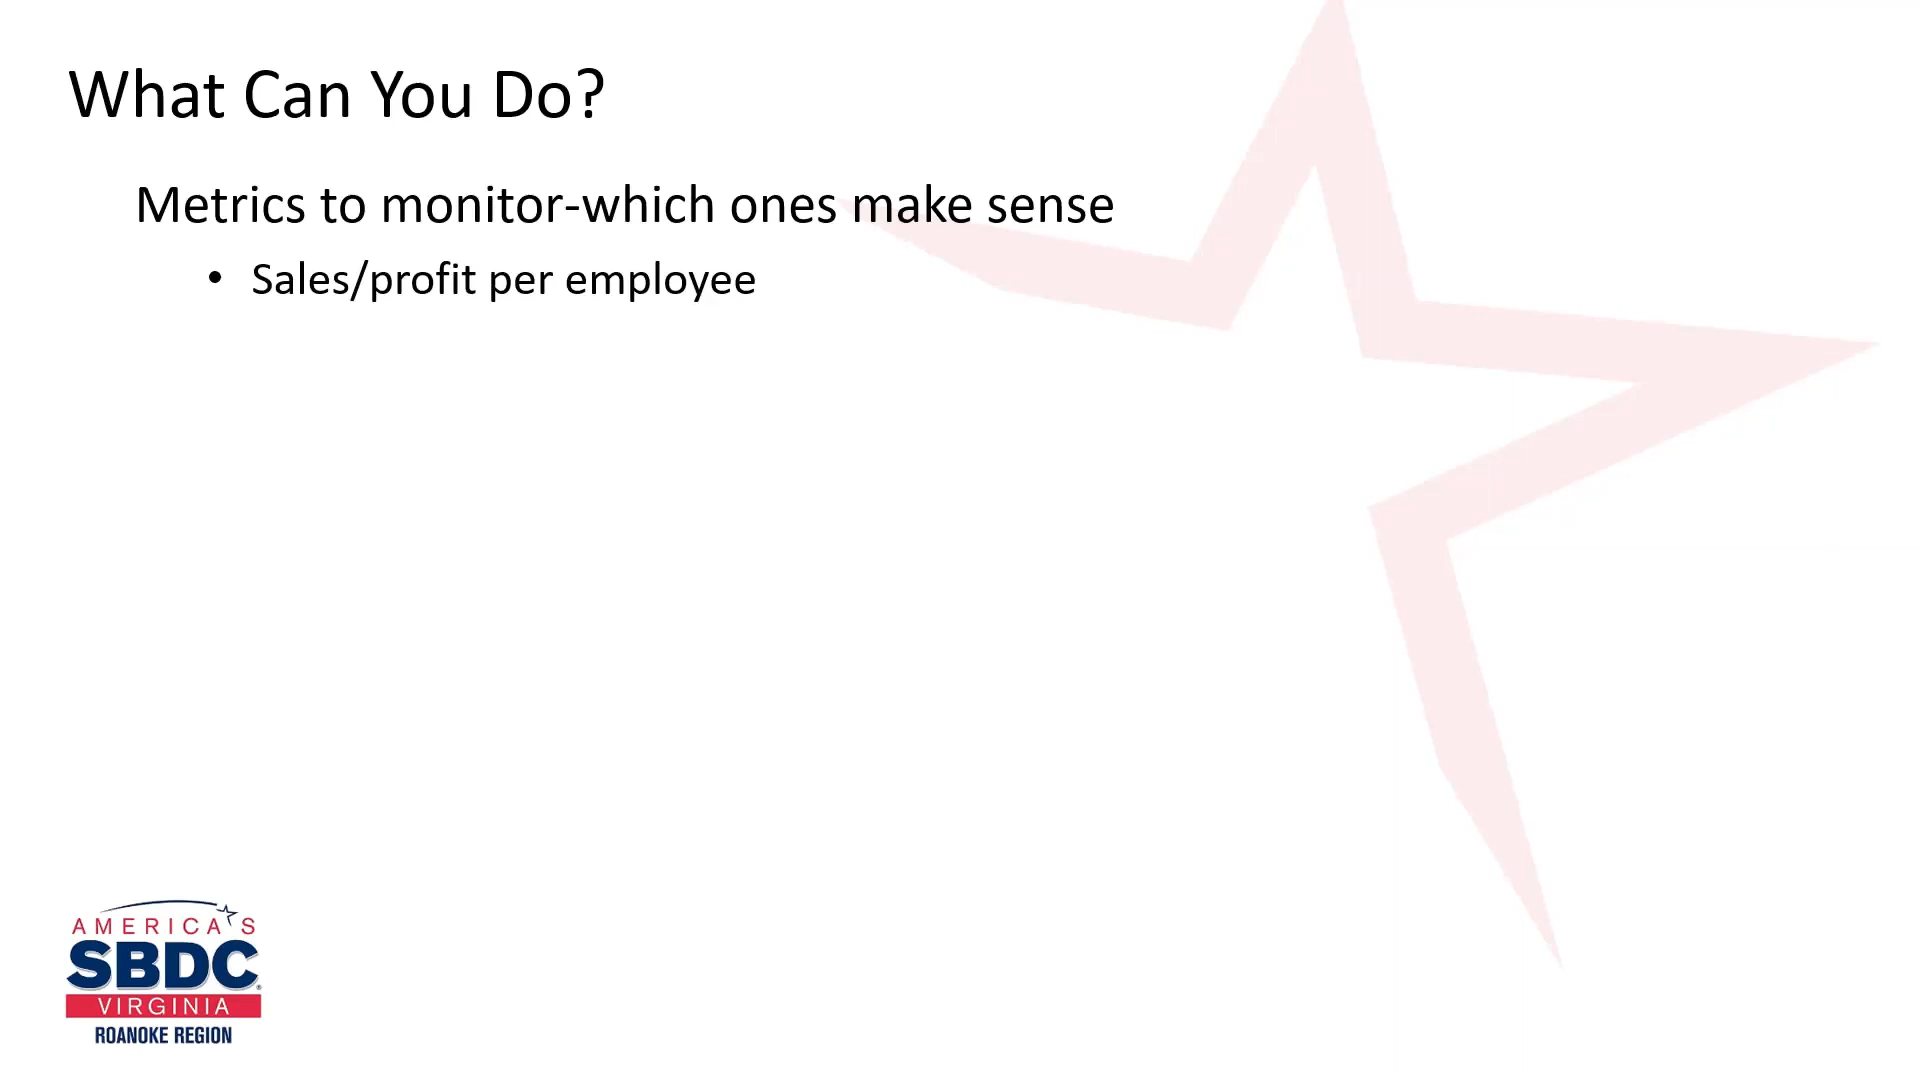 What Can You Do?
Metrics to monitor-which ones make sense
• Sales/profit per employee
AMERICA'S
SBDC®
VIRGINIA
ROANOKE REGION